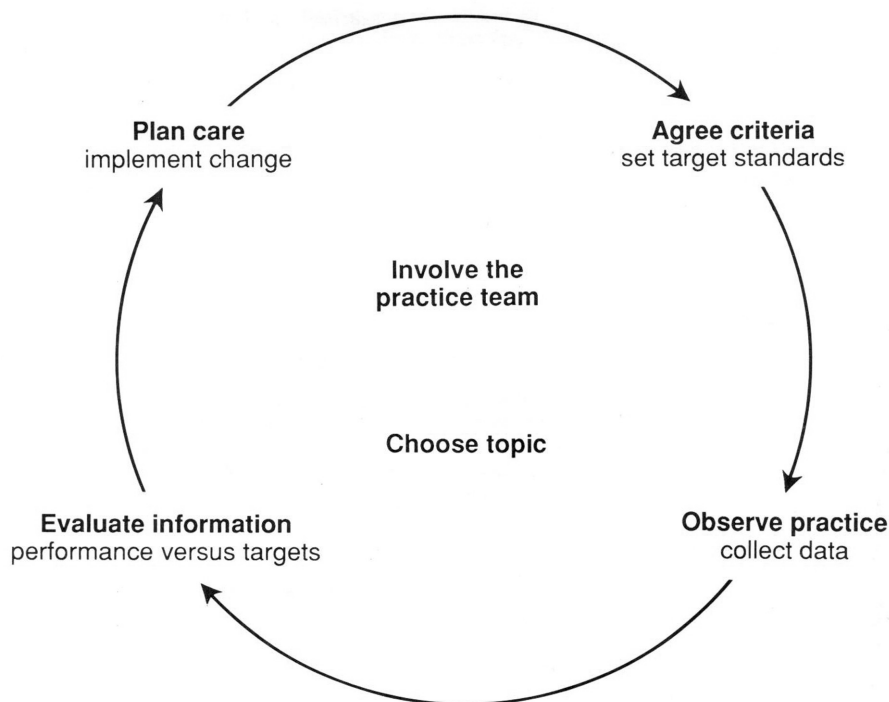 Plan care
implement change
Agree criteria
set target standards
Involve the
practice team
Choose topic
Evaluate information
performance versus targets
Observe practice
collect data